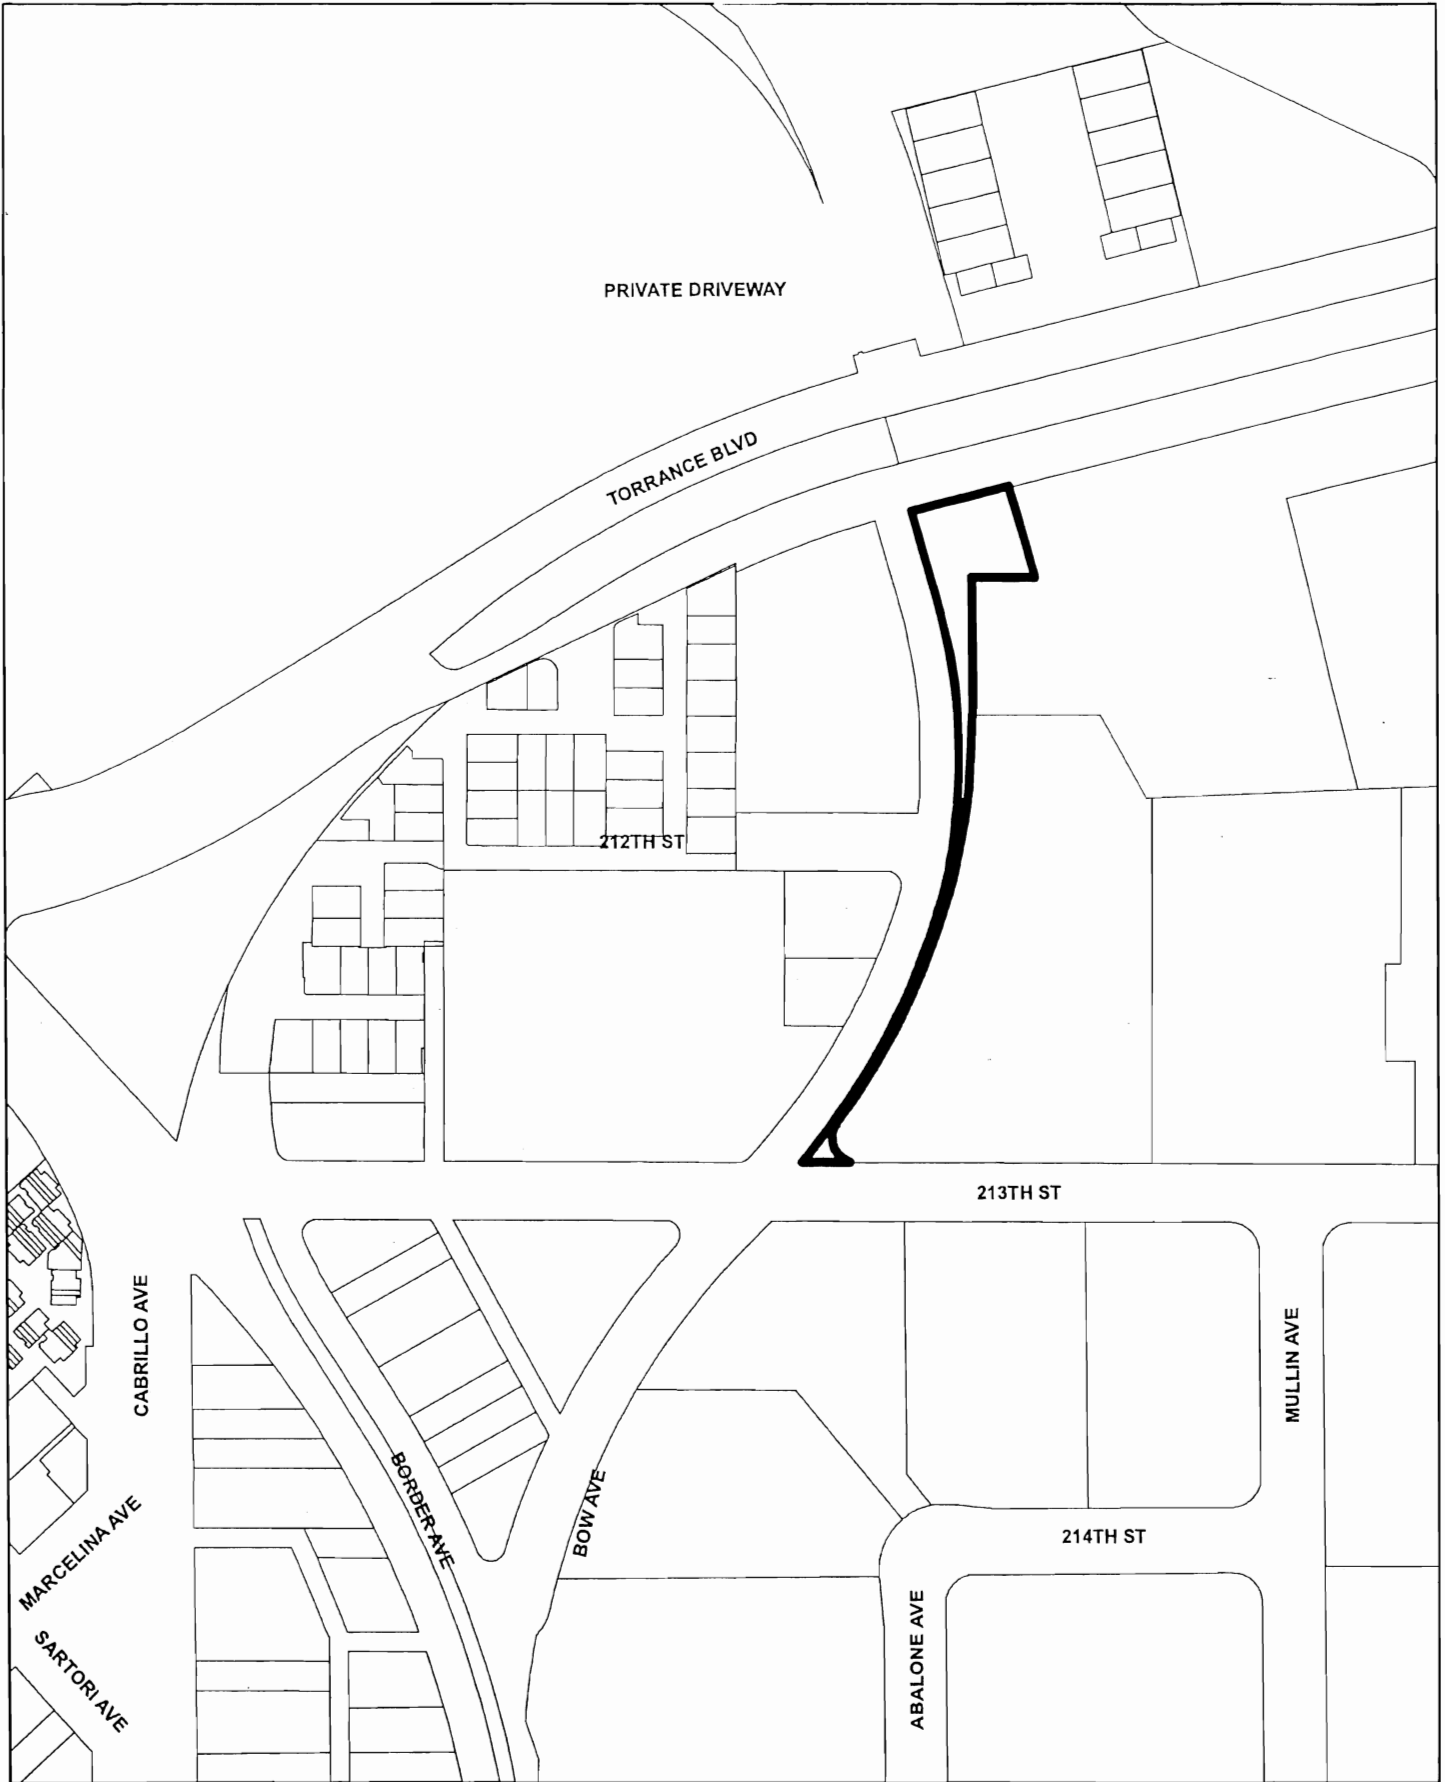 PRIVATE DRIVEWAY
TORRANCE BLVD
212TH ST
213TH ST
CABRILLO AVE
MULLIN AVE
BORDER AVE
BOW AVE
MARCELINA AVE
214TH ST
SARTORI AVE
ABALONE AVE